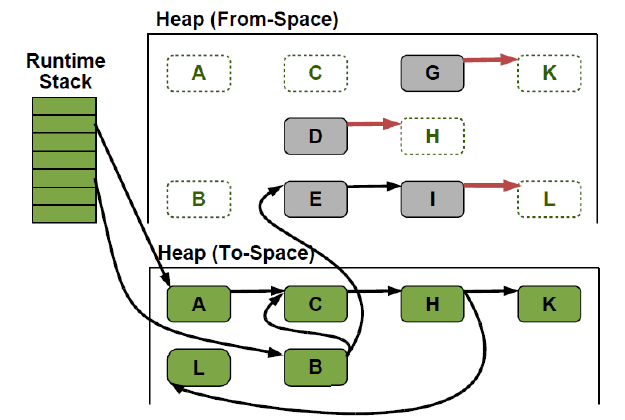 Heap (From-Space)
Runtime
Stack
A C G K
D H
B E I L
Heap (To-Space)
A C H K
L B